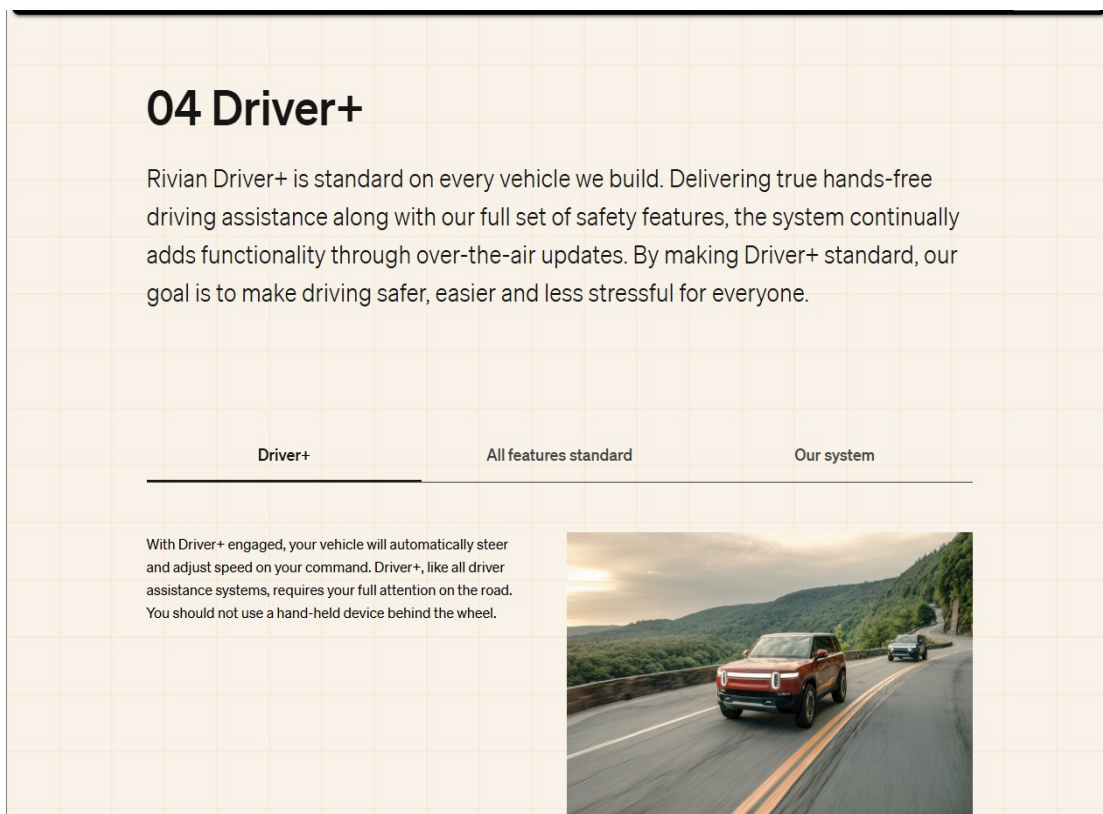 04 Driver+
Rivian Driver+ is standard on every vehicle we build. Delivering true hands-free
driving assistance along with our full set of safety features, the system continually
adds functionality through over-the-air updates. By making Driver+ standard, our
goal is to make driving safer, easier and less stressful for everyone.
Driver+
All features standard
Our system
With Driver+ engaged, your vehicle will automatically steer
and adjust speed on your command. Driver+, like all driver
assistance systems, requires your full attention on the road.
You should not use a hand-held device behind the wheel.